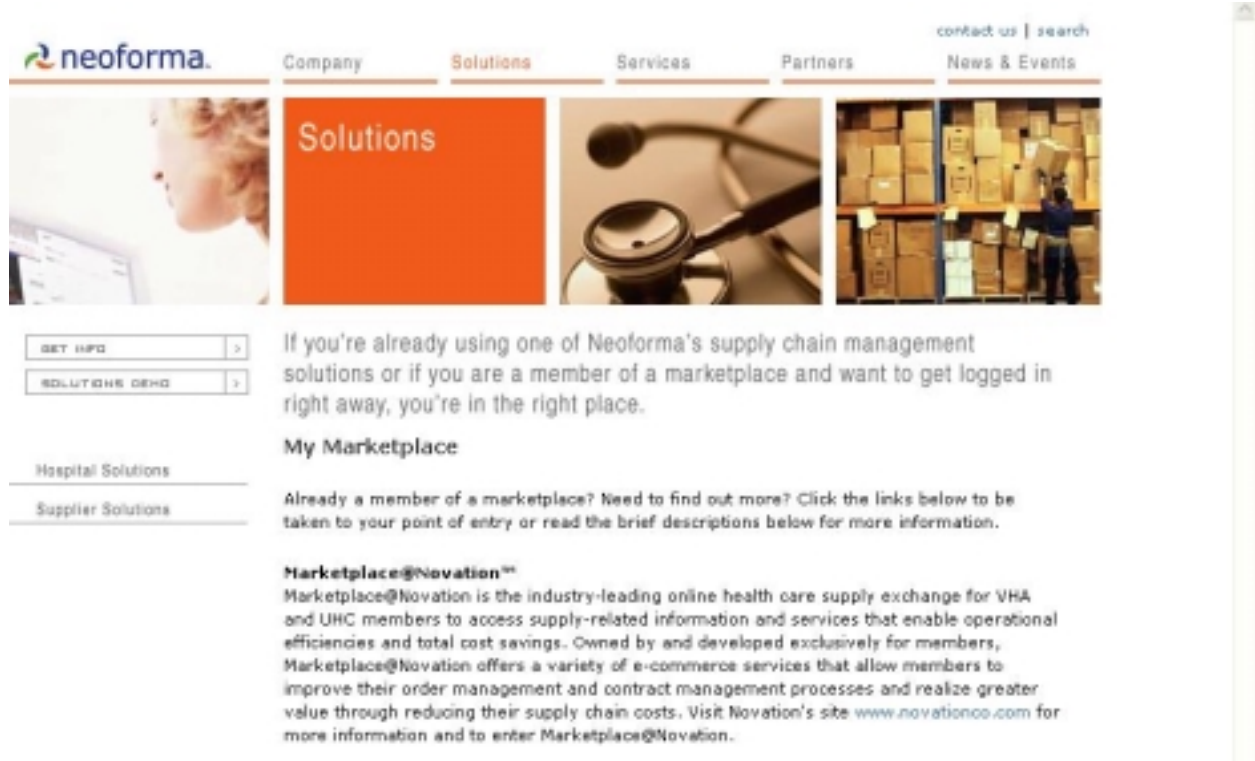 contact us | search
neoforma.
Company Solutions Services Partners News & Events
Solutions
GET INFO
SOLUTIONS DEMO
Hospital Solutions
Supplier Solutions
If you're already using one of Neoforma's supply chain management
solutions or if you are a member of a marketplace and want to get logged in
right away, you're in the right place.
My Marketplace
Already a member of a marketplace? Need to find out more? Click the links below to be
taken to your point of entry or read the brief descriptions below for more information.
Marketplace@Novation™
Marketplace@Novation is the industry-leading online health care supply exchange for VHA
and UHC members to access supply-related information and services that enable operational
efficiencies and total cost savings. Owned by and developed exclusively for members,
Marketplace@Novation offers a variety of e-commerce services that allow members to
improve their order management and contract management processes and realize greater
value through reducing their supply chain costs. Visit Novation's site www.novationco.com for
more information and to enter Marketplace@Novation.